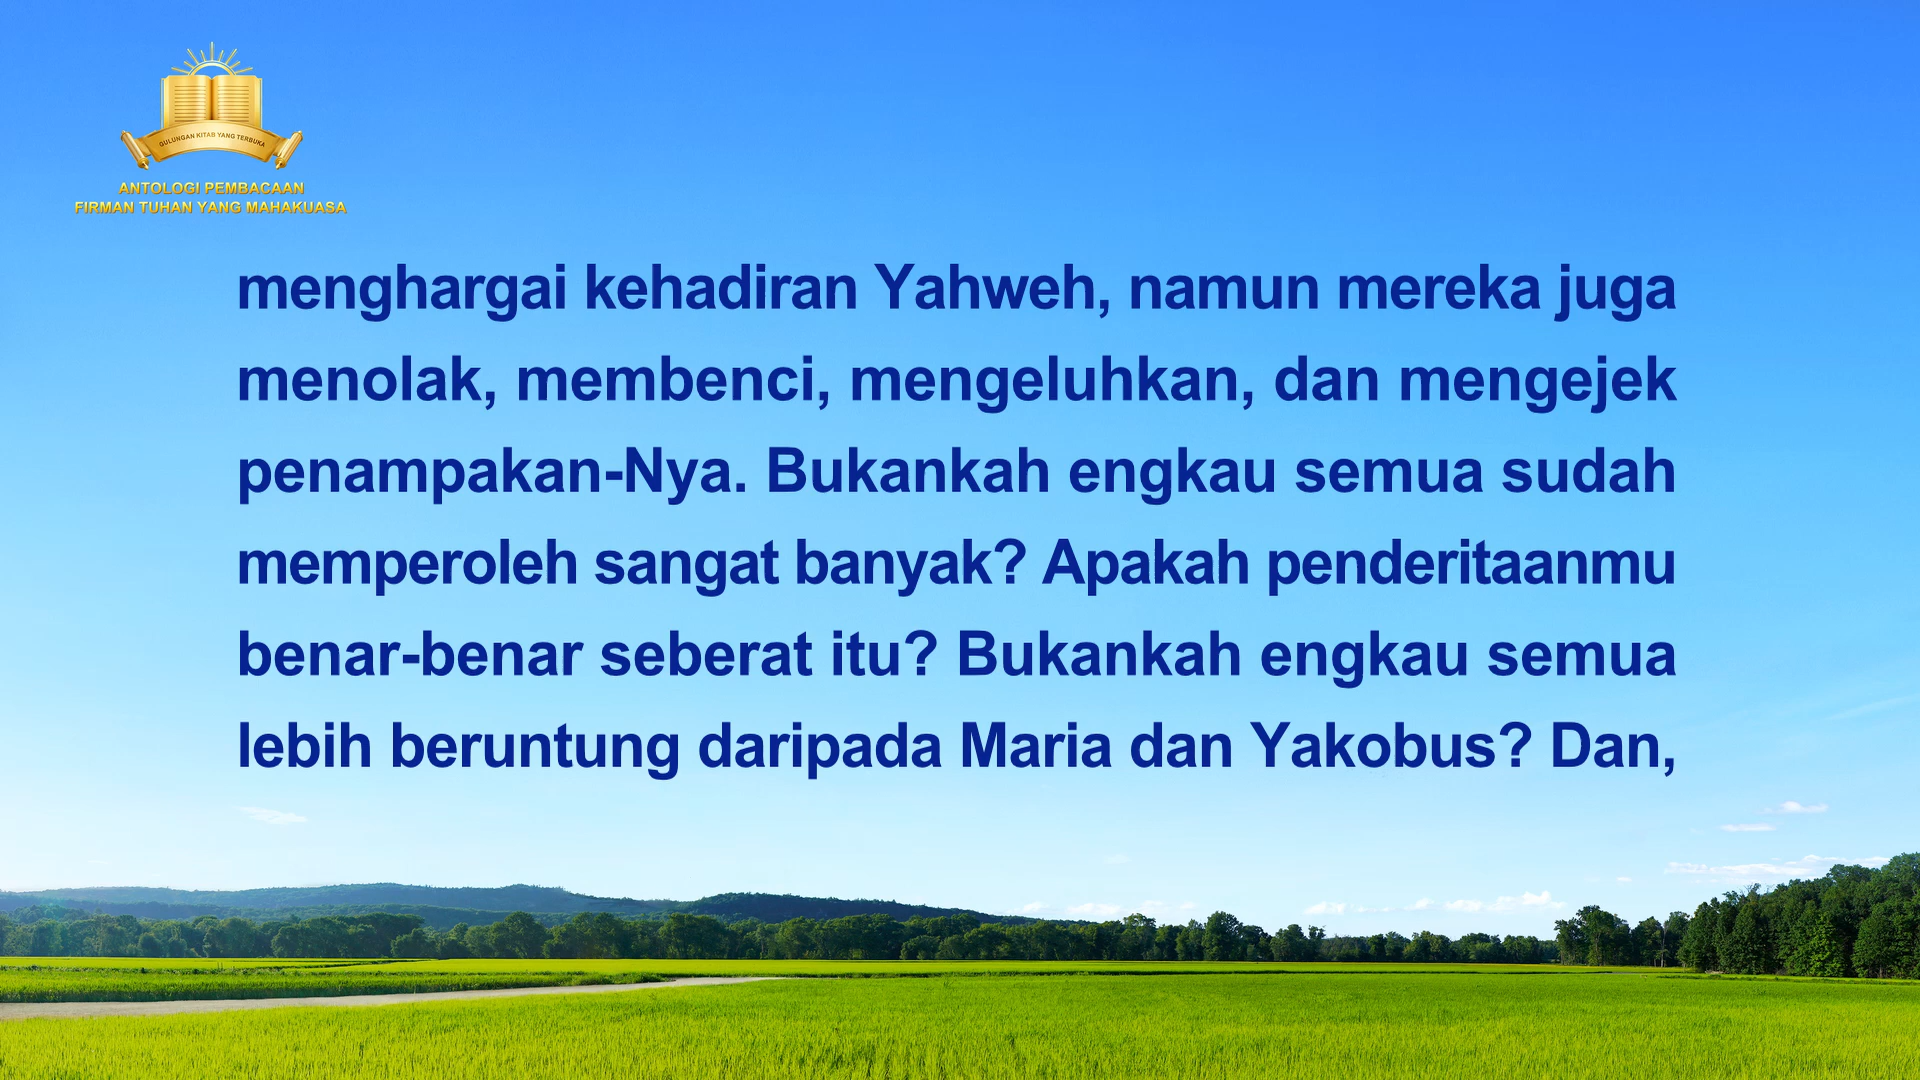 GULUNGAN KITAB YANG TERBUKA
ANTOLOGI PEMBACAAN
FIRMAN TUHAN YANG MAHAKUASA
menghargai kehadiran Yahweh, namun mereka juga
menolak, membenci, mengeluhkan, dan mengejek
penampakan-Nya. Bukankah engkau semua sudah
memperoleh sangat banyak? Apakah penderitaanmu
benar-benar seberat itu? Bukankah engkau semua
lebih beruntung daripada Maria dan Yakobus? Dan,